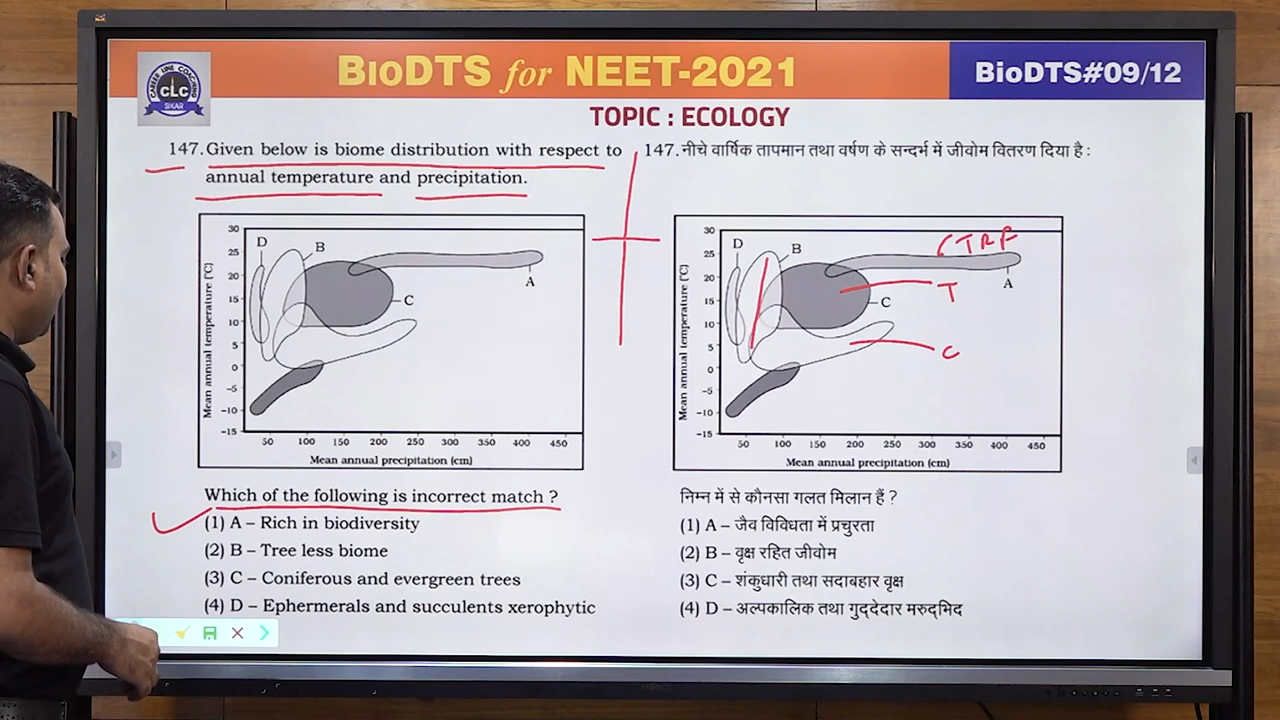 BIODTS for NEET-2021
BioDTS#09/12
CAREER LINE COACHING
CLC
SIKAR
TOPIC : ECOLOGY
147. Given below is biome distribution with respect to
annual temperature and precipitation.
30
25
20
15
10
5
0
-5
-10
-15
Mean annual temperature (°C)
D
B
A
C
50 100 150 200 250 300 350 400 450
Mean annual precipitation (cm)
Which of the following is incorrect match ?
(1) A – Rich in biodiversity
(2) B – Tree less biome
(3) C – Coniferous and evergreen trees
(4) D – Ephermerals and succulents xerophytic
147. नीचे वार्षिक तापमान तथा वर्षण के सन्दर्भ में जीवोम वितरण दिया है :
30
25
20
15
10
5
0
-5
-10
-15
Mean annual temperature (°C)
D
B
TRF
A
T
C
C
50 100 150 200 250 300 350 400 450
Mean annual precipitation (cm)
निम्न में से कौनसा गलत मिलान हैं ?
(1) A – जैव विविधता में प्रचुरता
(2) B – वृक्ष रहित जीवोम
(3) C – शंकुधारी तथा सदाबहार वृक्ष
(4) D – अल्पकालिक तथा गुद्देदार मरुद्भिद